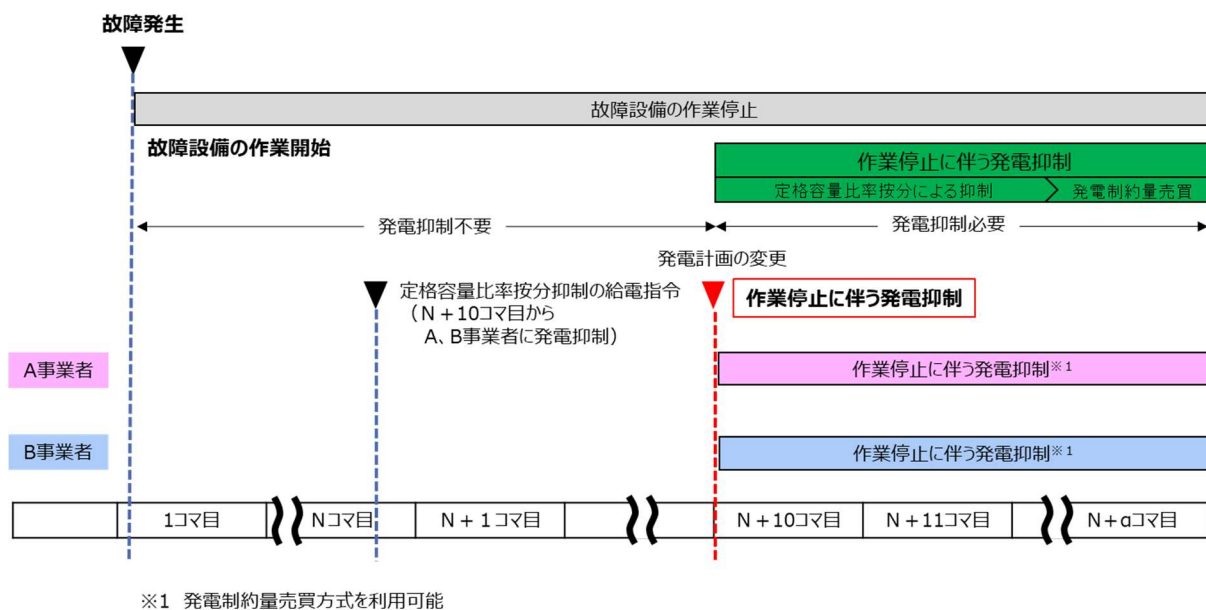 故障発生
故障設備の作業停止
故障設備の作業開始
作業停止に伴う発電抑制
定格容量比率按分による抑制
発電制約量売買
発電抑制不要
発電抑制必要
発電計画の変更
定格容量比率按分抑制の給電指令
（N＋10コマ目から
A、B事業者に発電抑制）
作業停止に伴う発電抑制
A事業者
作業停止に伴う発電抑制※1
B事業者
作業停止に伴う発電抑制※1
1コマ目
Nコマ目
N＋1コマ目
N＋10コマ目
N＋11コマ目
N+αコマ目
※1 発電制約量売買方式を利用可能